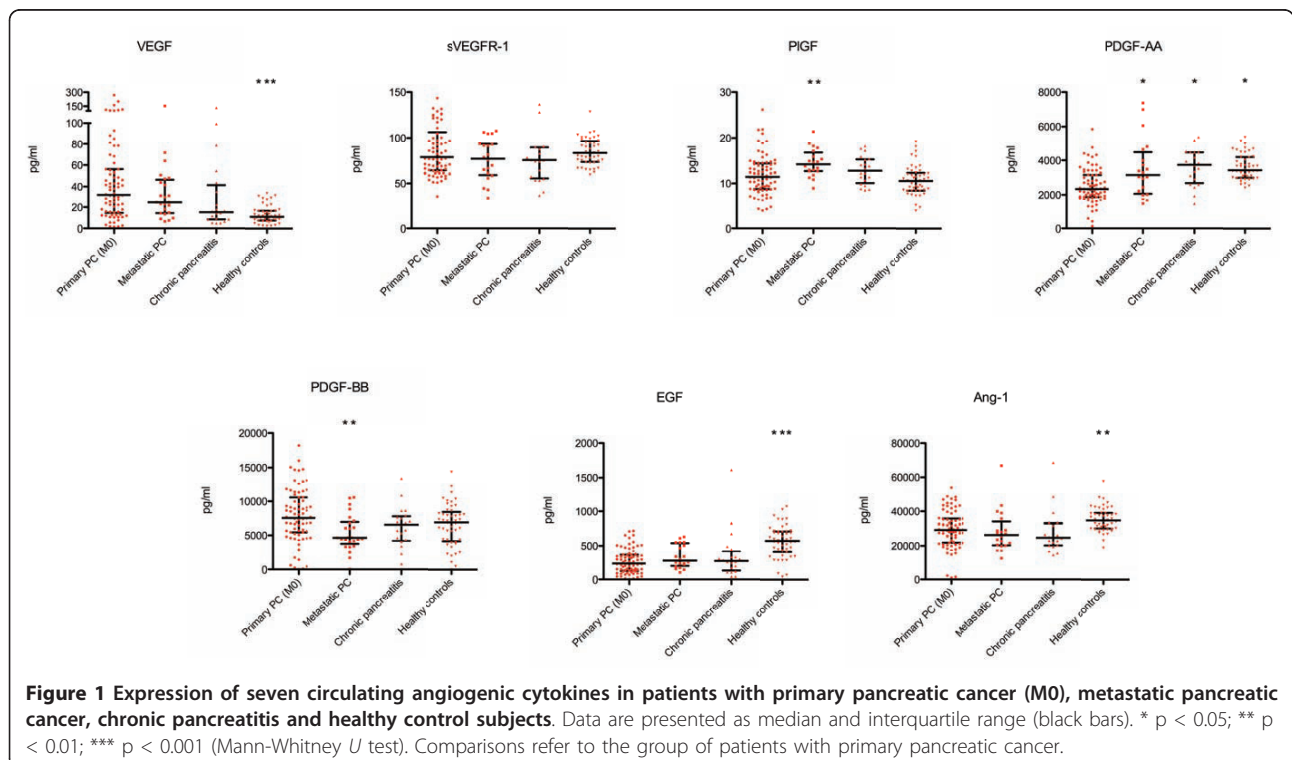 VEGF
sVEGFR-1
PlGF
PDGF-AA
***
**
* * *
300
150
100
80
60
40
20
0
pg/ml
Primary PC (M0)
Metastatic PC
Chronic pancreatitis
Healthy controls
150
100
50
0
pg/ml
Primary PC (M0)
Metastatic PC
Chronic pancreatitis
Healthy controls
30
20
10
0
pg/ml
Primary PC (M0)
Metastatic PC
Chronic pancreatitis
Healthy controls
8000
6000
4000
2000
0
pg/ml
Primary PC (M0)
Metastatic PC
Chronic pancreatitis
Healthy controls
PDGF-BB
EGF
Ang-1
**
***
**
20000
15000
10000
5000
0
pg/ml
Primary PC (M0)
Metastatic PC
Chronic pancreatitis
Healthy controls
2000
1500
1000
500
0
pg/ml
Primary PC (M0)
Metastatic PC
Chronic pancreatitis
Healthy controls
80000
60000
40000
20000
0
pg/ml
Primary PC (M0)
Metastatic PC
Chronic pancreatitis
Healthy controls
Figure 1 Expression of seven circulating angiogenic cytokines in patients with primary pancreatic cancer (M0), metastatic pancreatic
cancer, chronic pancreatitis and healthy control subjects. Data are presented as median and interquartile range (black bars). * p < 0.05; ** p
< 0.01; *** p < 0.001 (Mann-Whitney U test). Comparisons refer to the group of patients with primary pancreatic cancer.